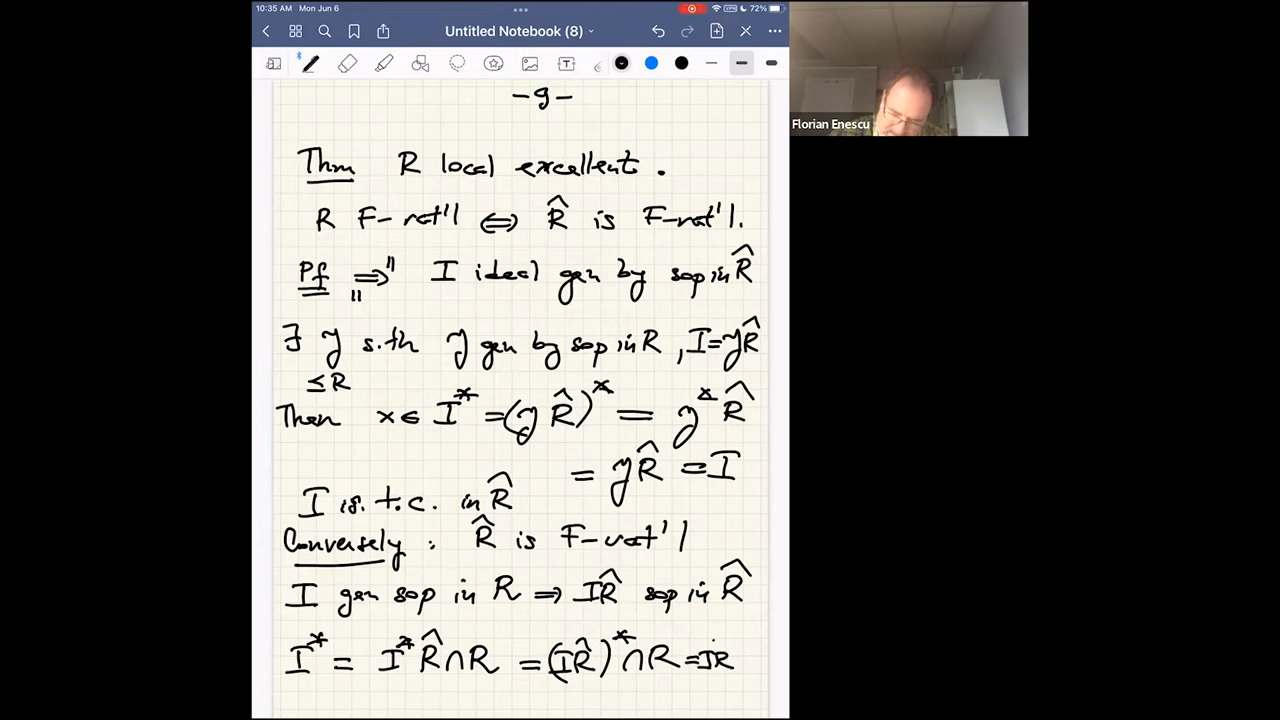 10:35 AM Mon Jun 6
72%
Untitled Notebook (8)
Florian Enescu
-9-
Thm R local excellent.
R F-rat'l ⟺ R̂ is F-rat'l.
Pf "⟹" I ideal gen by sop in R̂
∃ J s.th J gen by sop in R, I = JR̂
≤ R
Then x ∈ I* = (J R̂)* = J* R̂
= JR̂ = I
I is t.c. in R̂
Conversely: R̂ is F-rat'l
I gen sop in R ⟹ IR̂ sop in R̂
I* = I* R̂ ∩ R = (IR̂)* ∩ R = IR